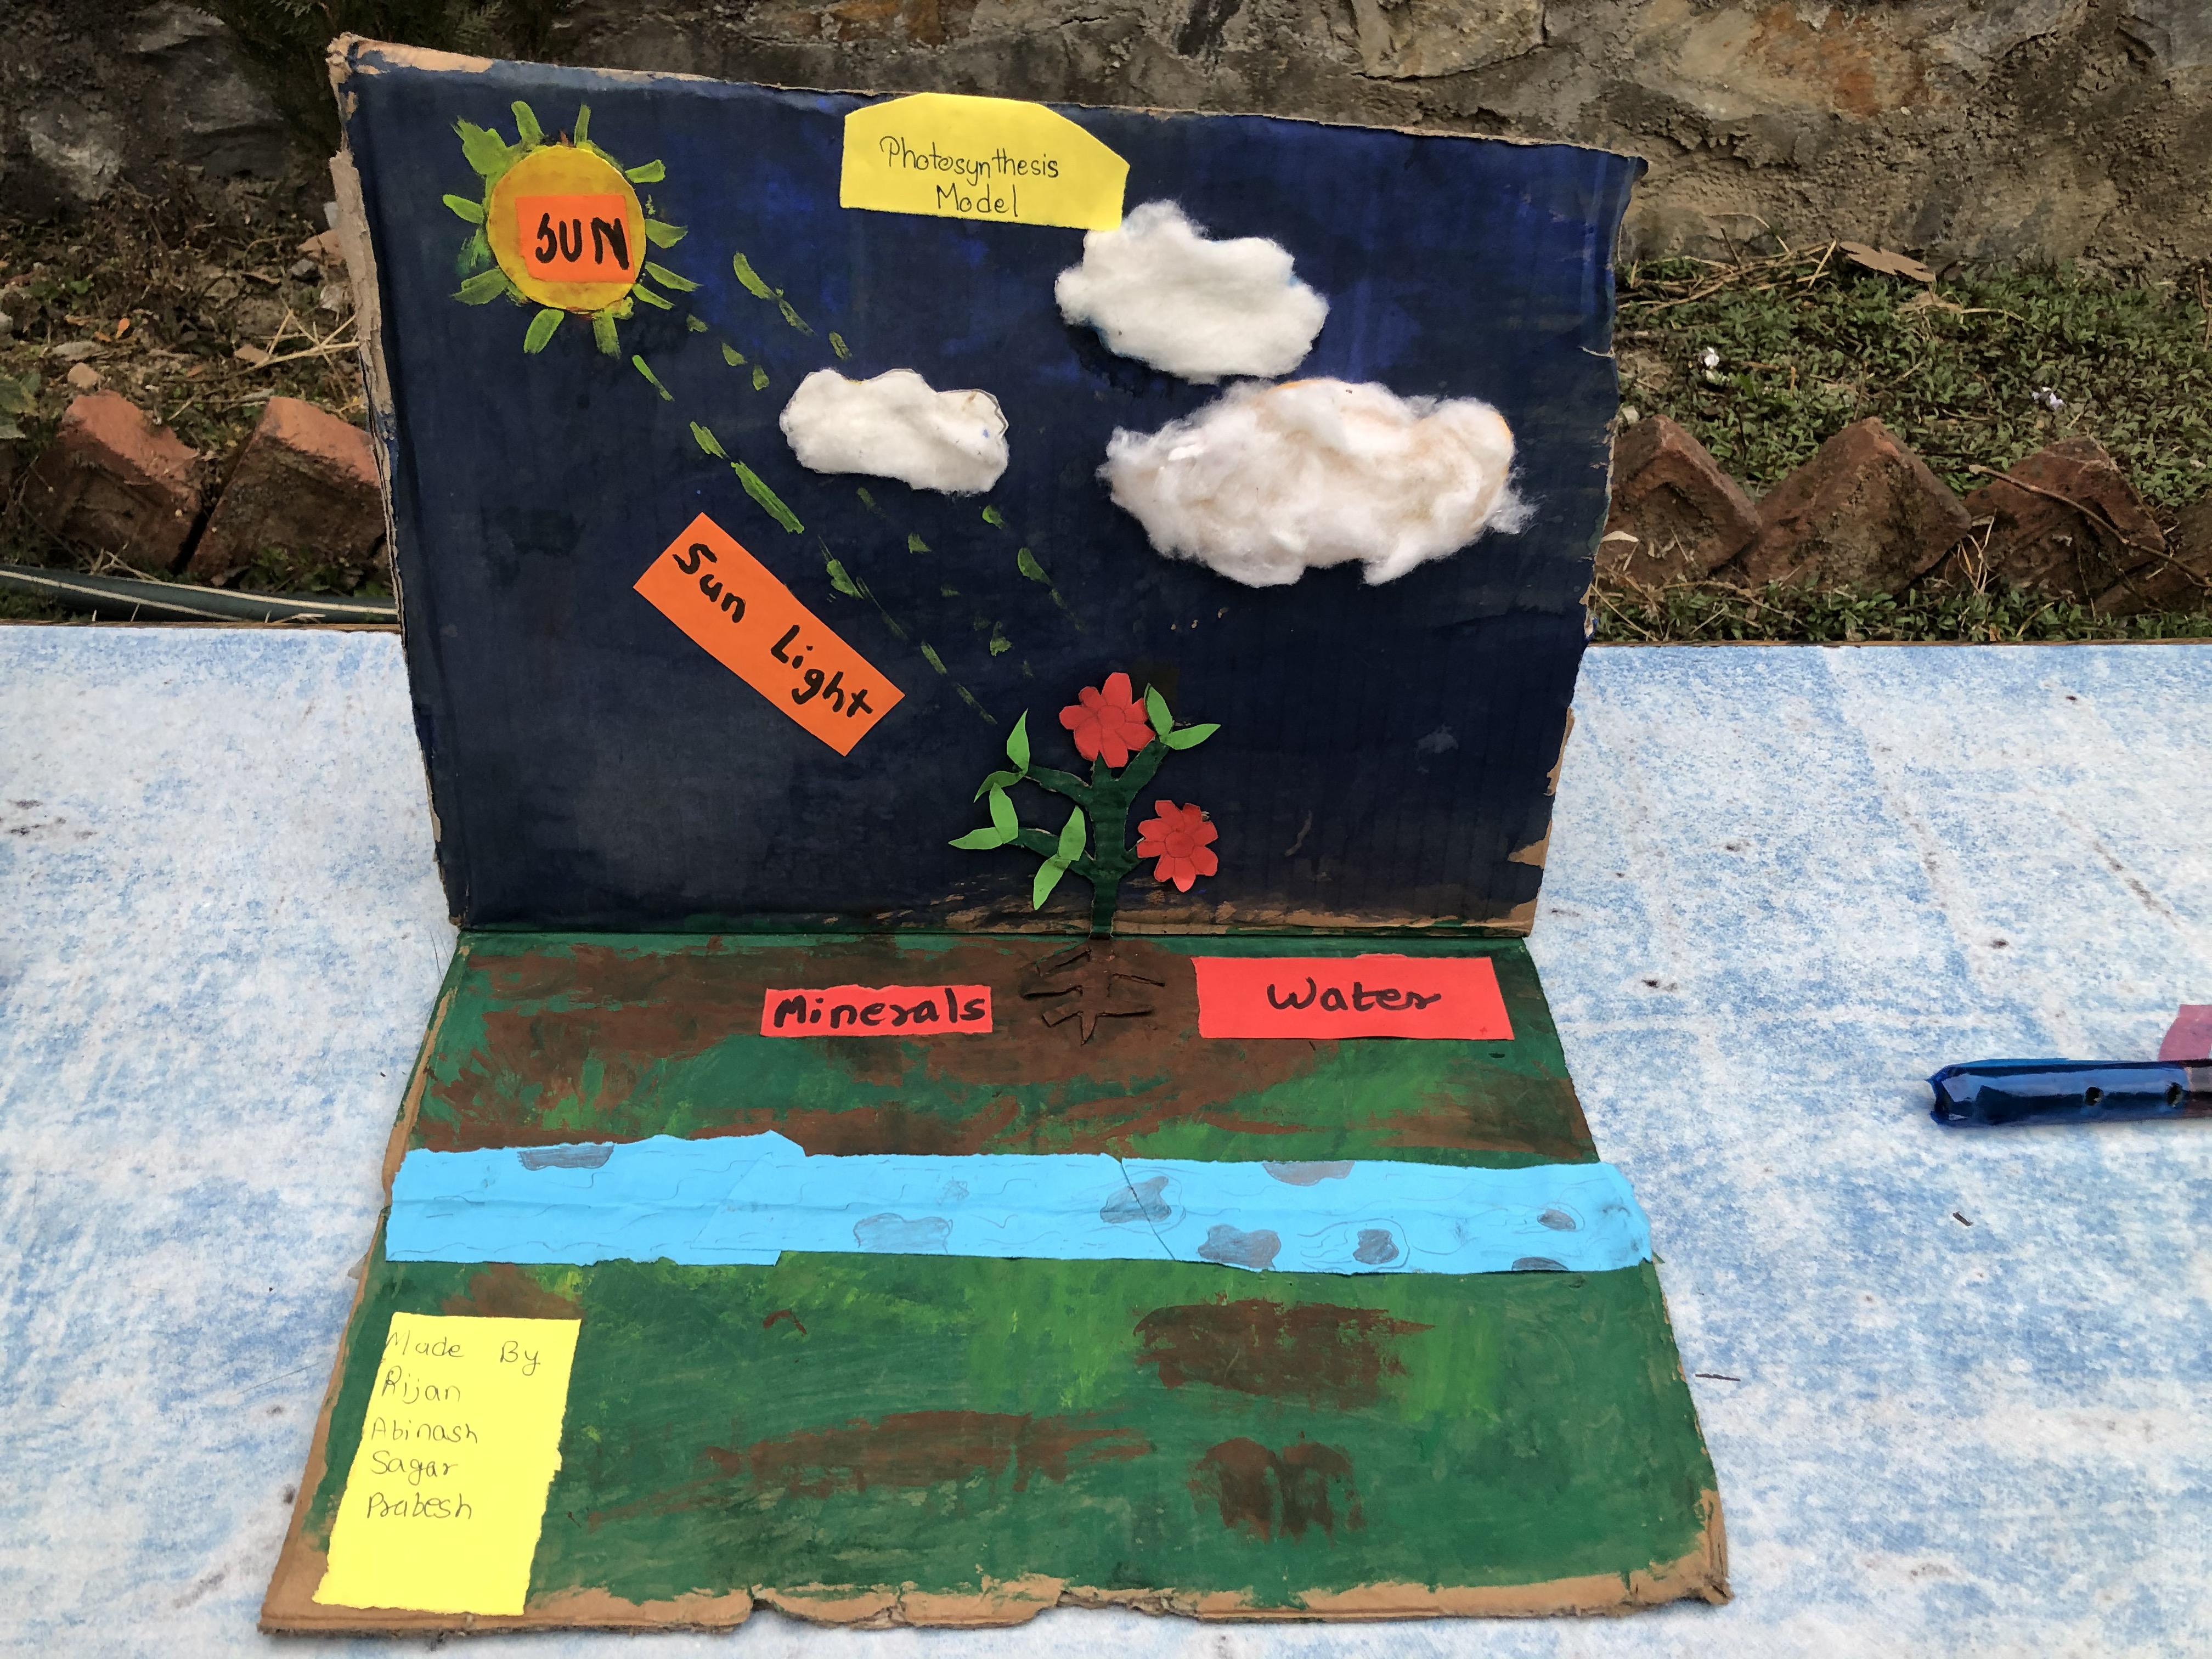 Photosynthesis
Model
SUN
Sun Light
Minerals
Water
Made By
Rijan
Abinash
Sagar
Prabesh